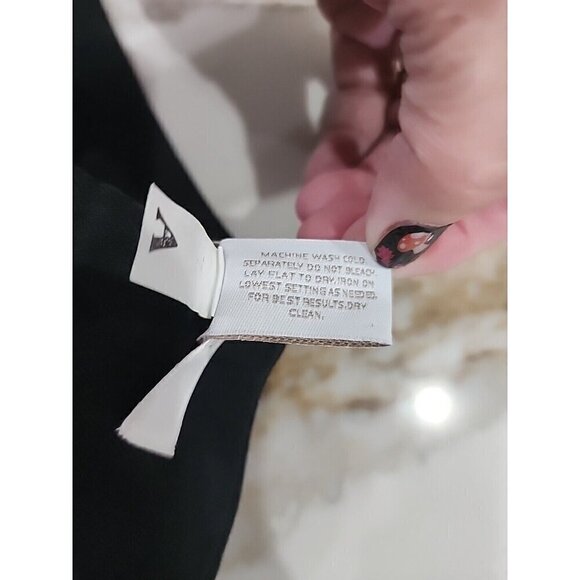 A
MACHINE WASH COLD
SEPARATELY DO NOT BLEACH.
LAY FLAT TO DRY,IRON ON
LOWEST SETTING AS NEEDED.
FOR BEST RESULTS,DRY
CLEAN.